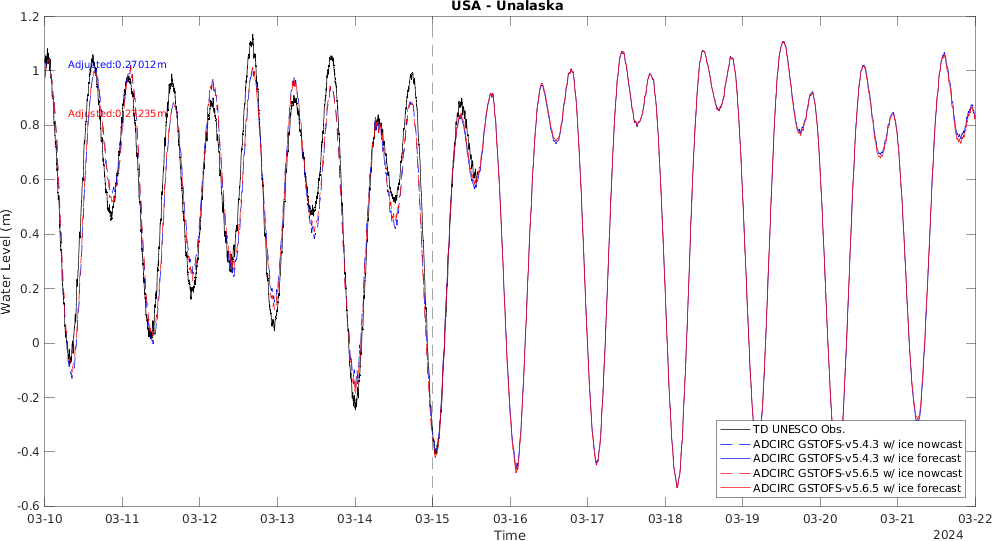 USA - Unalaska
Adjusted:0.27012m
Adjusted:0.27235m
Water Level (m)
1.2
1
0.8
0.6
0.4
0.2
0
-0.2
-0.4
-0.6
TD UNESCO Obs.
ADCIRC GSTOFS-v5.4.3 w/ ice nowcast
ADCIRC GSTOFS-v5.4.3 w/ ice forecast
ADCIRC GSTOFS-v5.6.5 w/ ice nowcast
ADCIRC GSTOFS-v5.6.5 w/ ice forecast
03-10 03-11 03-12 03-13 03-14 03-15 03-16 03-17 03-18 03-19 03-20 03-21 03-22
Time
2024